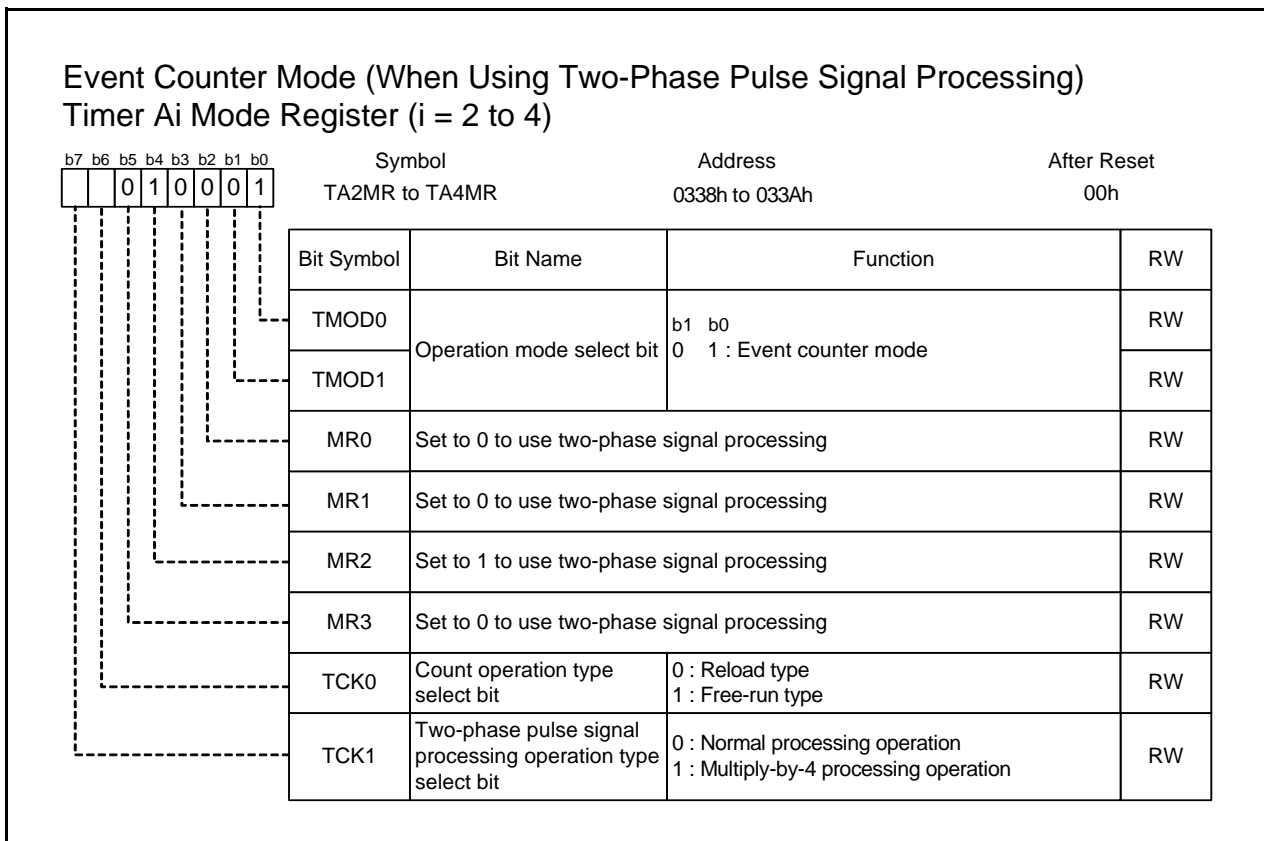 Event Counter Mode (When Using Two-Phase Pulse Signal Processing)
Timer Ai Mode Register (i = 2 to 4)
b7 b6 b5 b4 b3 b2 b1 b0
0 1 0 0 0 1
Symbol Address After Reset
TA2MR to TA4MR 0338h to 033Ah 00h
Bit Symbol Bit Name Function RW
TMOD0 RW
Operation mode select bit
b1 b0
0 1 : Event counter mode
TMOD1 RW
MR0 Set to 0 to use two-phase signal processing RW
MR1 Set to 0 to use two-phase signal processing RW
MR2 Set to 1 to use two-phase signal processing RW
MR3 Set to 0 to use two-phase signal processing RW
TCK0
Count operation type
select bit
0 : Reload type
1 : Free-run type
RW
TCK1
Two-phase pulse signal
processing operation type
select bit
0 : Normal processing operation
1 : Multiply-by-4 processing operation
RW